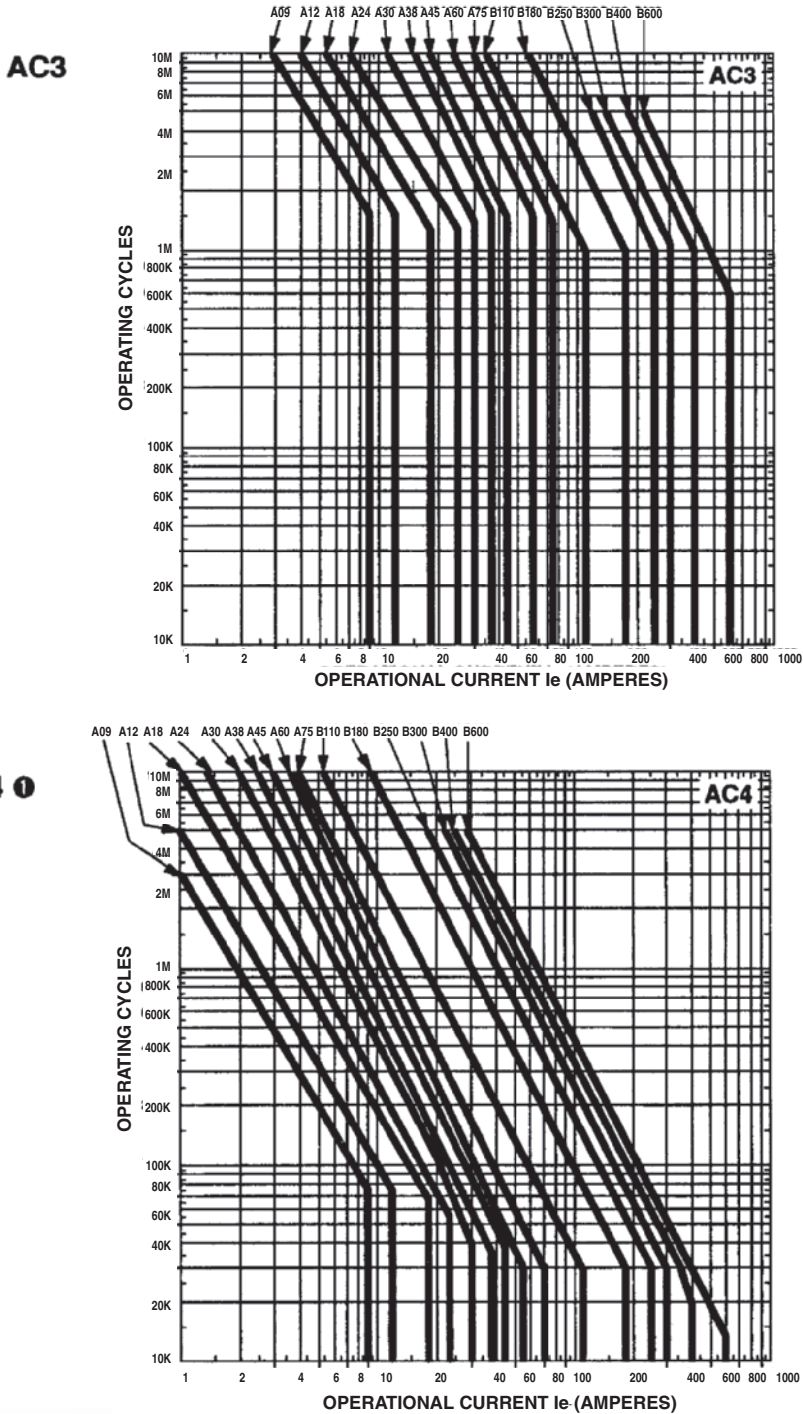 A09 A12 A18 A24 A30 A38 A45 A60 A75 B110 B180 B250 B300 B400 B600
AC3
AC3
10M
8M
6M
4M
2M
1M
800K
600K
400K
200K
100K
80K
60K
40K
20K
10K
OPERATING CYCLES
1 2 4 6 8 10 20 40 60 80 100 200 400 600 800 1000
OPERATIONAL CURRENT Ie (AMPERES)
A09 A12 A18 A24 A30 A38 A45 A60 A75 B110 B180 B250 B300 B400 B600
4 ❶
AC4
10M
8M
6M
4M
2M
1M
800K
600K
400K
200K
100K
80K
60K
40K
20K
10K
OPERATING CYCLES
1 2 4 6 8 10 20 40 60 80 100 200 400 600 800 1000
OPERATIONAL CURRENT Ie (AMPERES)